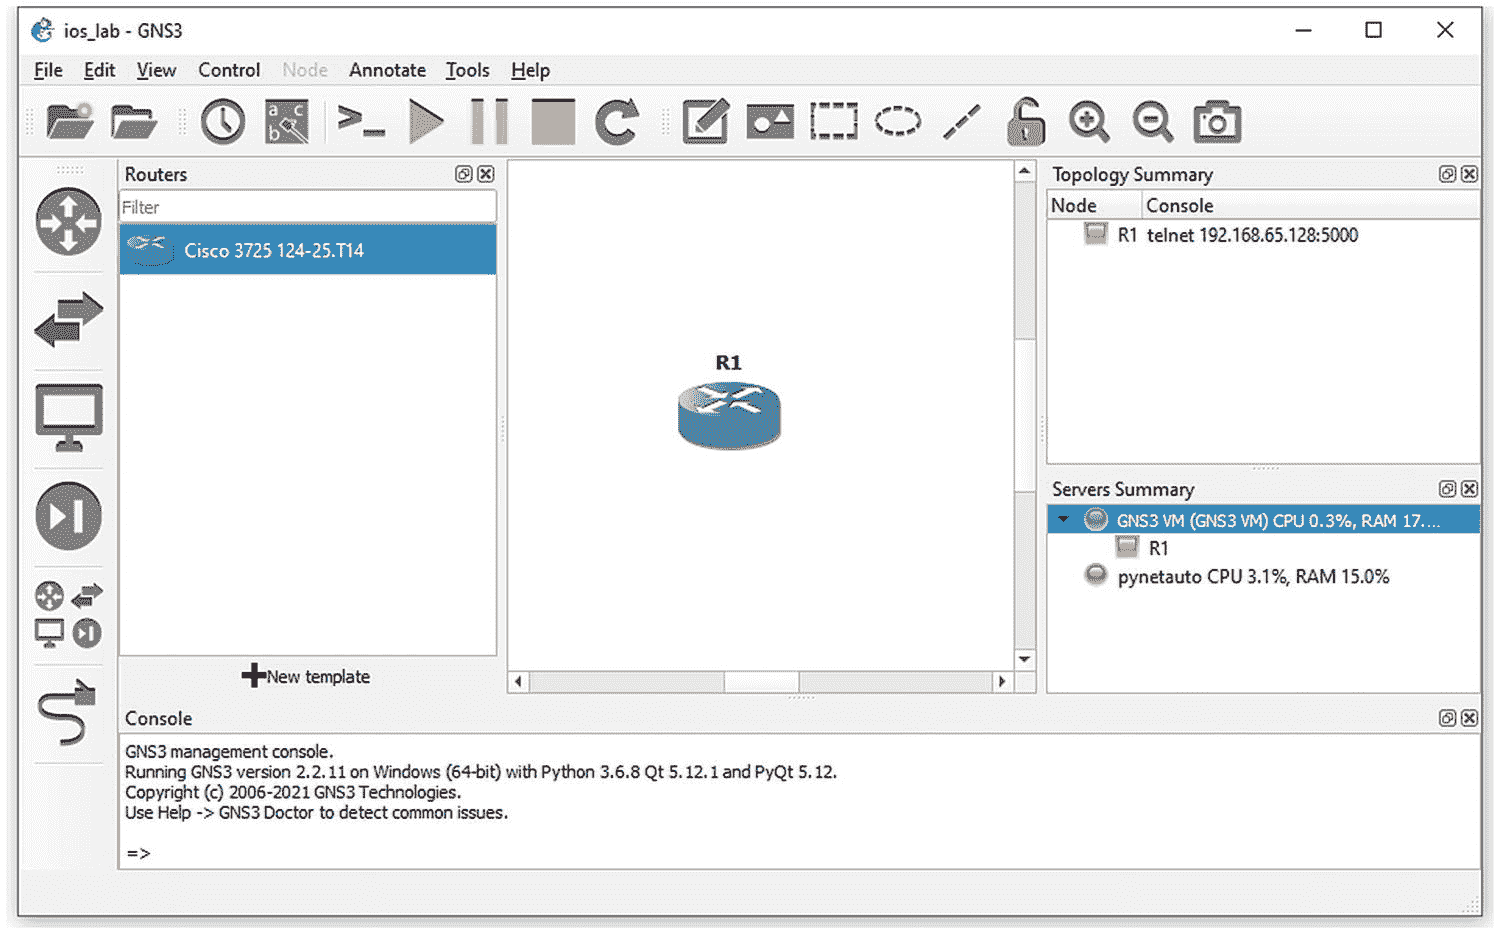 ios_lab - GNS3
File Edit View Control Node Annotate Tools Help
a c
b
Routers
Filter
Cisco 3725 124-25.T14
New template
R1
Topology Summary
Node Console
R1 telnet 192.168.65.128:5000
Servers Summary
GNS3 VM (GNS3 VM) CPU 0.3%, RAM 17....
R1
pynetauto CPU 3.1%, RAM 15.0%
Console
GNS3 management console.
Running GNS3 version 2.2.11 on Windows (64-bit) with Python 3.6.8 Qt 5.12.1 and PyQt 5.12.
Copyright (c) 2006-2021 GNS3 Technologies.
Use Help -> GNS3 Doctor to detect common issues.
=>